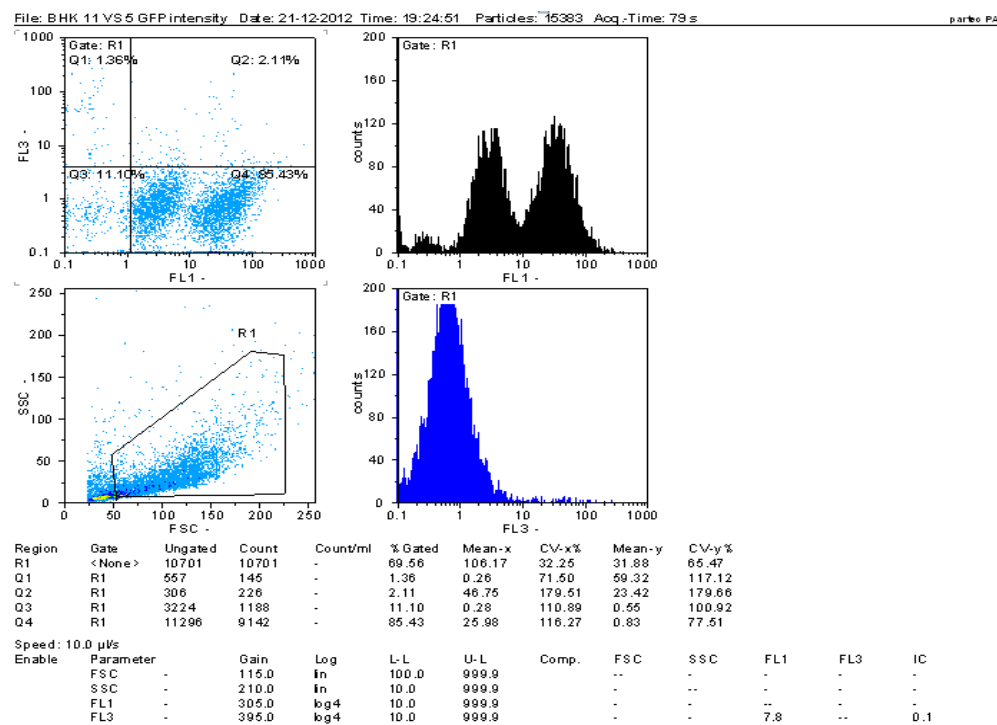 File: BHK 11 VS 5 GFP intensity Date: 21-12-2012 Time: 19:24:51 Particles: 15383 Acq.-Time: 79 s partec PA
1000
100
10
1
0.1
FL3 -
Gate: R1
Q1: 1.36%
Q2: 2.11%
Q3: 11.10%
Q4: 85.43%
0.1 1 10 100 1000
FL1 -
200
160
120
80
40
0
counts
Gate: R1
0.1 1 10 100 1000
FL1 -
250
200
150
100
50
0
SSC -
R1
0 50 100 150 200 250
FSC -
200
160
120
80
40
0
counts
Gate: R1
0.1 1 10 100 1000
FL3 -
Region Gate Ungated Count Count/ml % Gated Mean-x CV-x% Mean-y CV-y%
R1 <None> 10701 10701 - 69.56 106.17 32.25 31.88 65.47
Q1 R1 557 145 - 1.36 0.26 71.50 59.32 117.12
Q2 R1 306 226 - 2.11 46.75 179.51 23.42 179.66
Q3 R1 3224 1188 - 11.10 0.28 110.89 0.55 100.92
Q4 R1 11296 9142 - 85.43 25.98 116.27 0.83 77.51
Speed: 10.0 µl/s
Enable Parameter Gain Log L-L U-L Comp. FSC SSC FL1 FL3 IC
FSC - 115.0 lin 100.0 999.9 -- - - - -
SSC - 210.0 lin 10.0 999.9 - -- - - -
FL1 - 305.0 log4 10.0 999.9 - - -- - -
FL3 - 395.0 log4 10.0 999.9 - - 7.8 -- 0.1